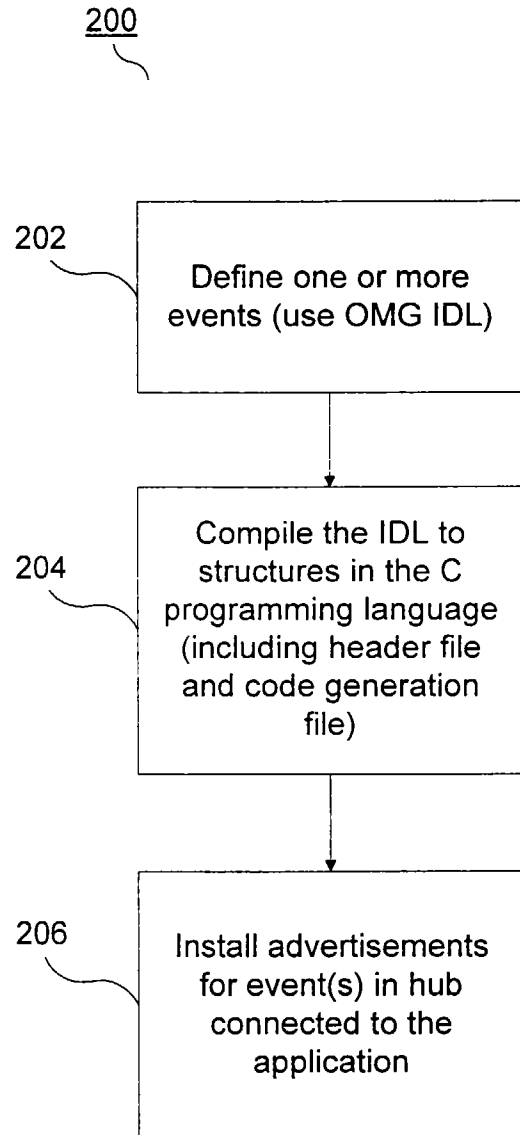 200
202
Define one or more
events (use OMG IDL)
204
Compile the IDL to
structures in the C
programming language
(including header file
and code generation
file)
206
Install advertisements
for event(s) in hub
connected to the
application